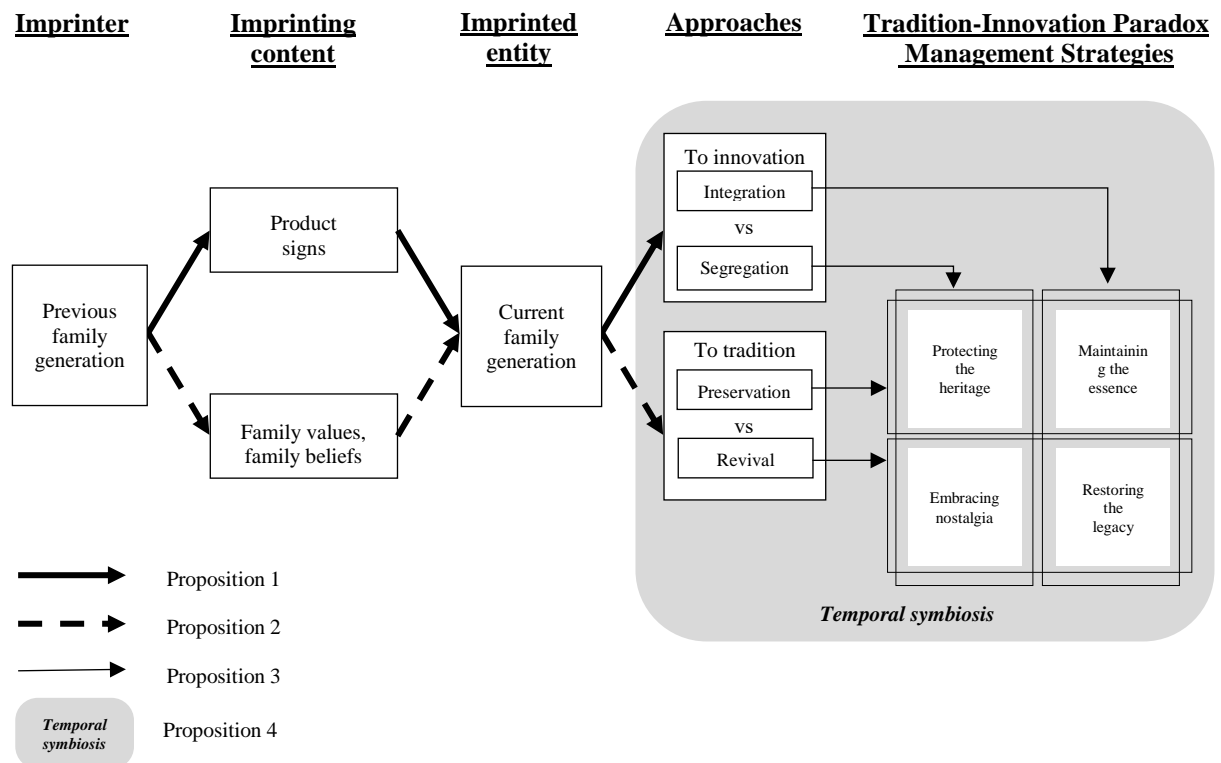 Imprinter
Imprinting
content
Imprinted
entity
Approaches
Tradition-Innovation Paradox
Management Strategies
Previous
family
generation
Product
signs
Family values,
family beliefs
Current
family
generation
To innovation
Integration
vs
Segregation
To tradition
Preservation
vs
Revival
Protecting
the
heritage
Maintainin
g the
essence
Embracing
nostalgia
Restoring
the
legacy
Temporal symbiosis
Proposition 1
Proposition 2
Proposition 3
Temporal
symbiosis
Proposition 4